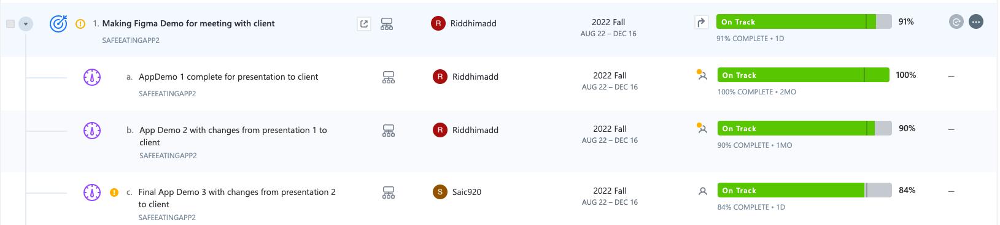 1. Making Figma Demo for meeting with client
SAFEEATINGAPP2
R Riddhimadd
2022 Fall
AUG 22 – DEC 16
On Track
91%
91% COMPLETE • 1D
a. AppDemo 1 complete for presentation to client
SAFEEATINGAPP2
R Riddhimadd
2022 Fall
AUG 22 – DEC 16
On Track
100%
100% COMPLETE • 2MO
–
b. App Demo 2 with changes from presentation 1 to
client
SAFEEATINGAPP2
R Riddhimadd
2022 Fall
AUG 22 – DEC 16
On Track
90%
90% COMPLETE • 1MO
–
c. Final App Demo 3 with changes from presentation 2
to client
SAFEEATINGAPP2
S Saic920
2022 Fall
AUG 22 – DEC 16
On Track
84%
84% COMPLETE • 1D
–